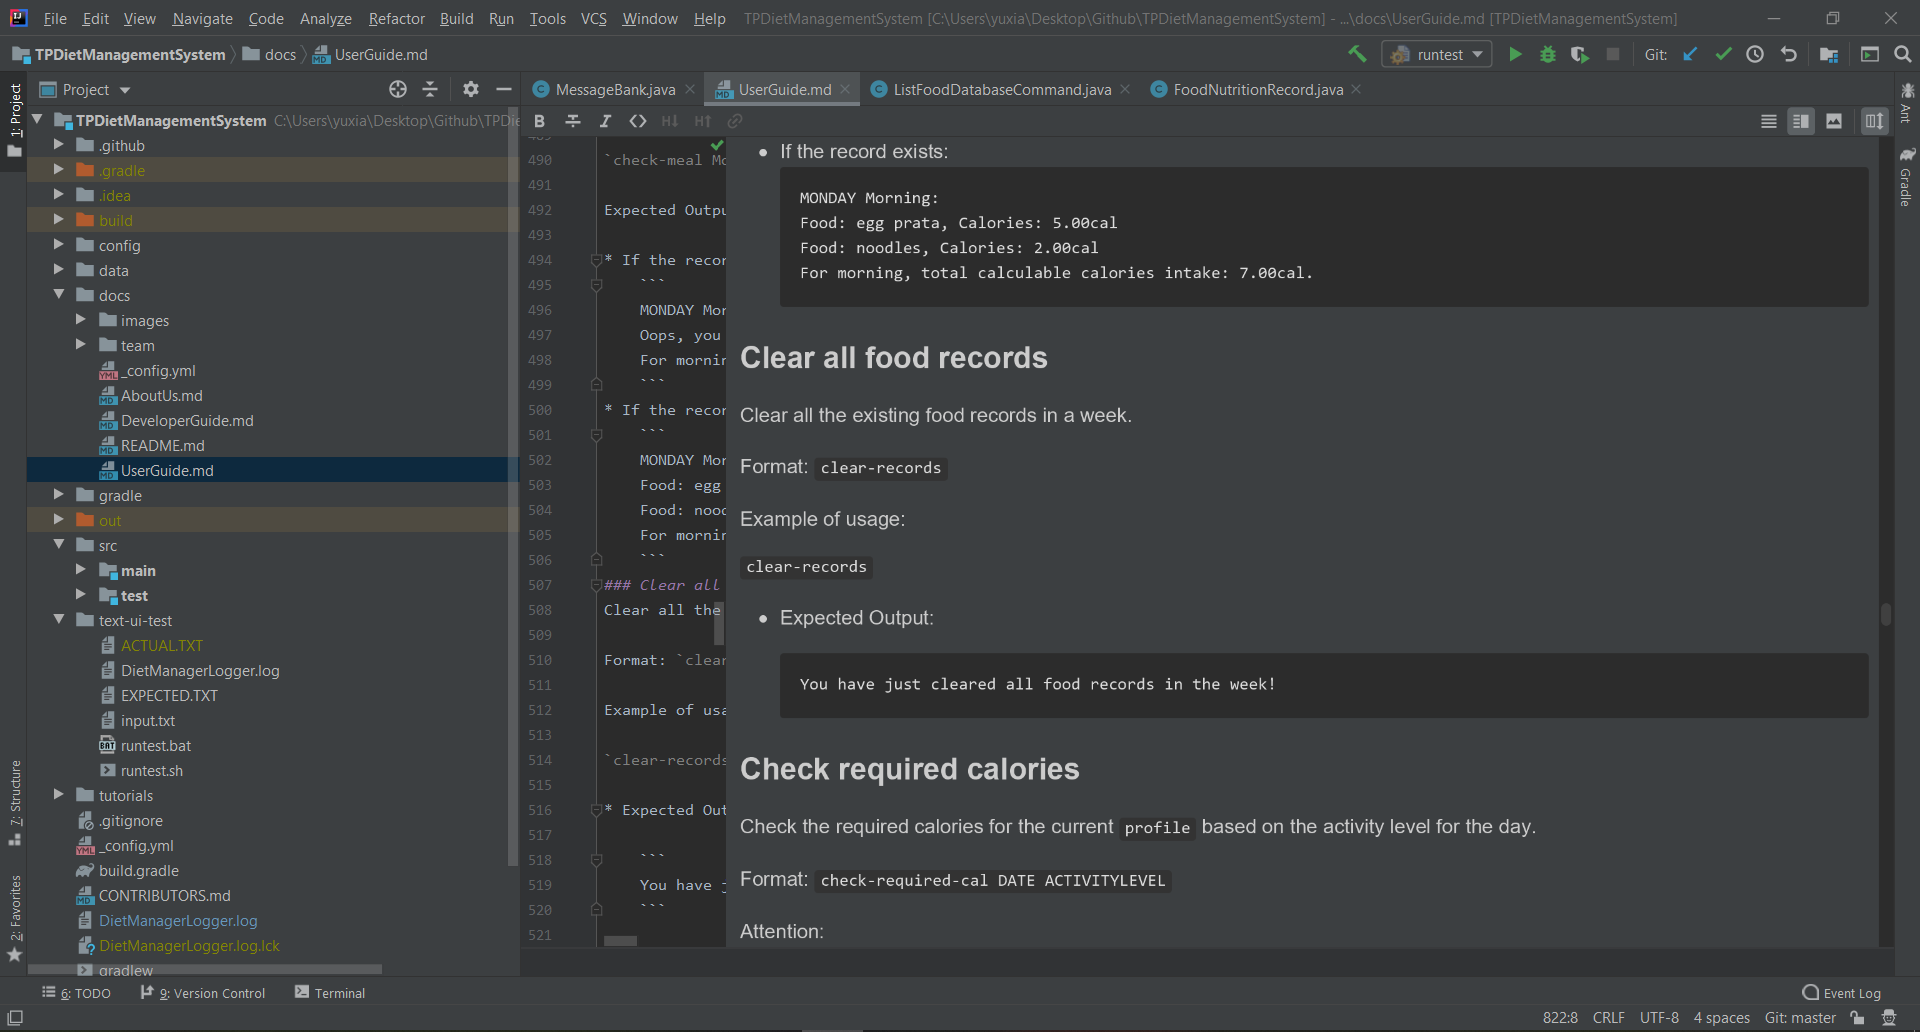 File Edit View Navigate Code Analyze Refactor Build Run Tools VCS Window Help TPDietManagementSystem [C:\Users\yuxia\Desktop\Github\TPDietManagementSystem] - ...\docs\UserGuide.md [TPDietManagementSystem]
TPDietManagementSystem docs UserGuide.md
runtest Git:
Project
MessageBank.java UserGuide.md ListFoodDatabaseCommand.java FoodNutritionRecord.java
1: Project
7: Structure
2: Favorites
Ant
Gradle
TPDietManagementSystem C:\Users\yuxia\Desktop\Github\TPDie
.github
.gradle
.idea
build
config
data
docs
images
team
_config.yml
AboutUs.md
DeveloperGuide.md
README.md
UserGuide.md
gradle
out
src
main
test
text-ui-test
ACTUAL.TXT
DietManagerLogger.log
EXPECTED.TXT
input.txt
runtest.bat
runtest.sh
tutorials
.gitignore
_config.yml
build.gradle
CONTRIBUTORS.md
DietManagerLogger.log
DietManagerLogger.log.lck
gradlew
489
490 `check-meal Mo
491
492 Expected Outpu
493
494 * If the recor
495 ```
496 MONDAY Mor
497 Oops, you
498 For mornin
499 ```
500 * If the recor
501 ```
502 MONDAY Mor
503 Food: egg
504 Food: nood
505 For mornin
506 ```
507 ### Clear all
508 Clear all the
509
510 Format: `clear
511
512 Example of usa
513
514 `clear-records
515
516 * Expected Out
517
518 ```
519 You have j
520 ```
521
• If the record exists:
MONDAY Morning:
Food: egg prata, Calories: 5.00cal
Food: noodles, Calories: 2.00cal
For morning, total calculable calories intake: 7.00cal.
Clear all food records
Clear all the existing food records in a week.
Format: clear-records
Example of usage:
clear-records
• Expected Output:
You have just cleared all food records in the week!
Check required calories
Check the required calories for the current profile based on the activity level for the day.
Format: check-required-cal DATE ACTIVITYLEVEL
Attention:
6: TODO 9: Version Control Terminal Event Log
822:8 CRLF UTF-8 4 spaces Git: master